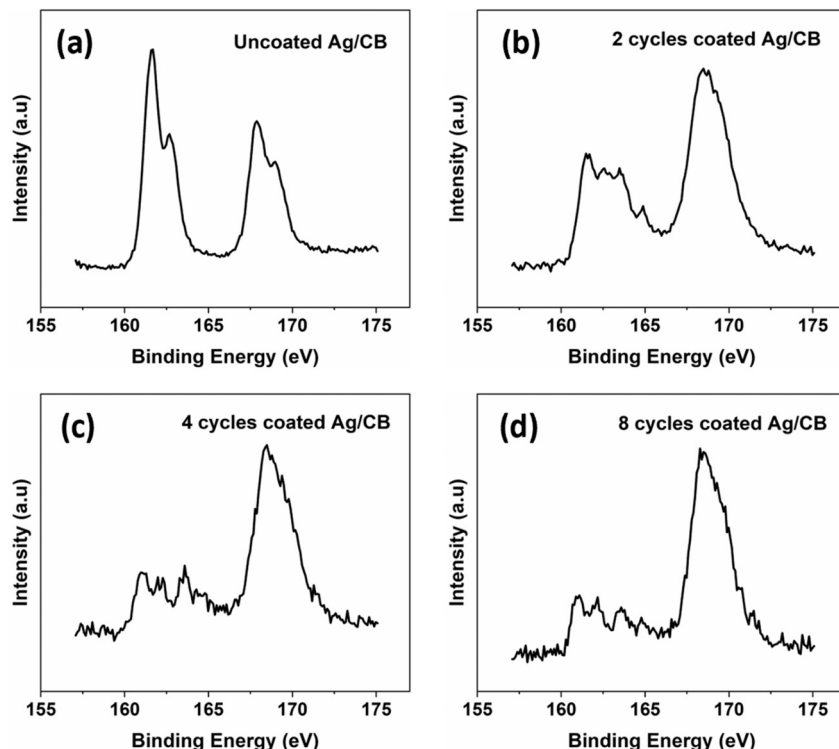 (a)
Uncoated Ag/CB
Intensity (a.u)
155 160 165 170 175
Binding Energy (eV)
(b)
2 cycles coated Ag/CB
Intensity (a.u)
155 160 165 170 175
Binding Energy (eV)
(c)
4 cycles coated Ag/CB
Intensity (a.u)
155 160 165 170 175
Binding Energy (eV)
(d)
8 cycles coated Ag/CB
Intensity (a.u)
155 160 165 170 175
Binding Energy (eV)